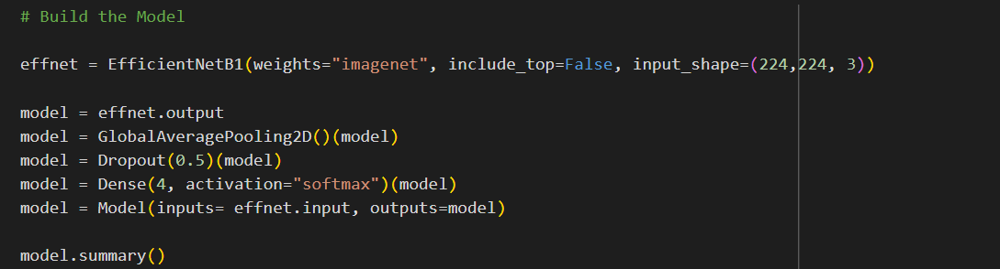 # Build the Model
effnet = EfficientNetB1(weights="imagenet", include_top=False, input_shape=(224,224, 3))
model = effnet.output
model = GlobalAveragePooling2D()(model)
model = Dropout(0.5)(model)
model = Dense(4, activation="softmax")(model)
model = Model(inputs= effnet.input, outputs=model)
model.summary()